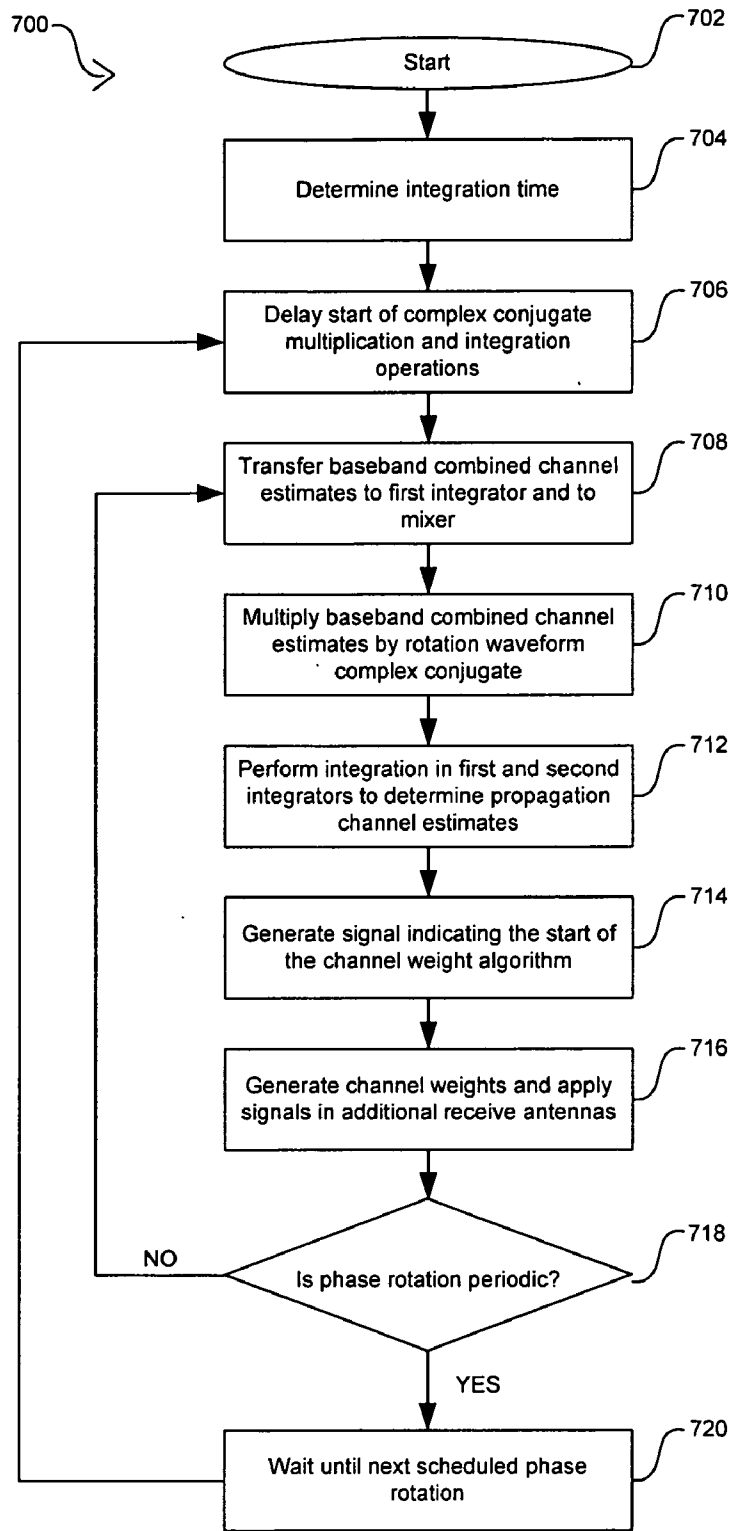 700
702
Start
704
Determine integration time
706
Delay start of complex conjugate
multiplication and integration
operations
708
Transfer baseband combined channel
estimates to first integrator and to
mixer
710
Multiply baseband combined channel
estimates by rotation waveform
complex conjugate
712
Perform integration in first and second
integrators to determine propagation
channel estimates
714
Generate signal indicating the start of
the channel weight algorithm
716
Generate channel weights and apply
signals in additional receive antennas
718
NO
Is phase rotation periodic?
YES
720
Wait until next scheduled phase
rotation